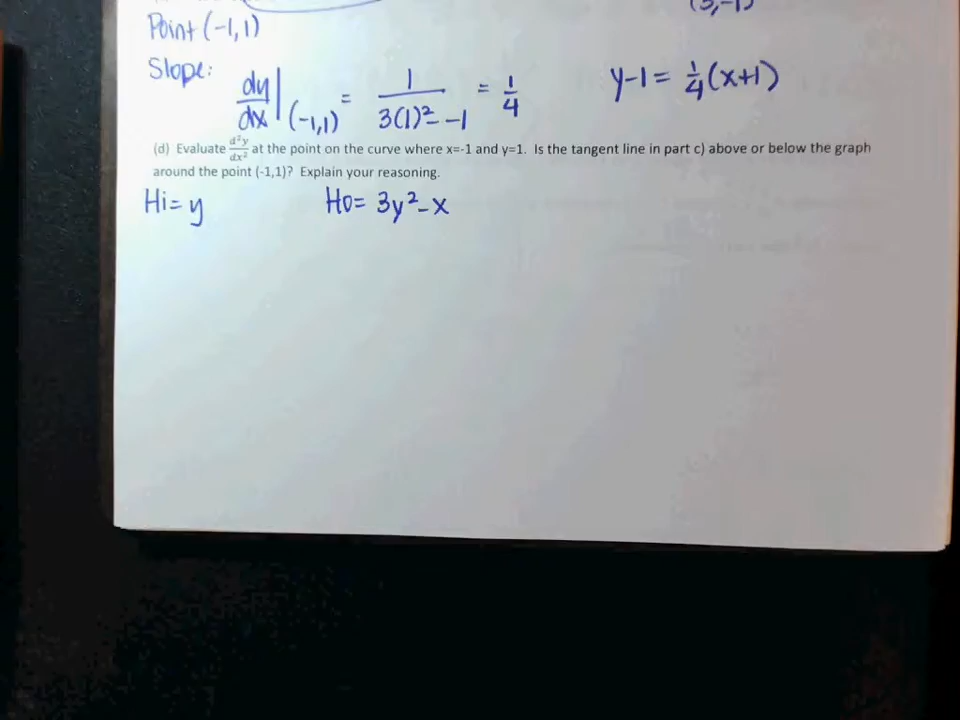 (3,-1)
Point (-1,1)
Slope: dy/dx | (-1,1) = 1/(3(1)² - -1) = 1/4 y-1 = 1/4(x+1)
(d) Evaluate d²y/dx² at the point on the curve where x=-1 and y=1. Is the tangent line in part c) above or below the graph
around the point (-1,1)? Explain your reasoning.
Hi= y Ho= 3y²-x